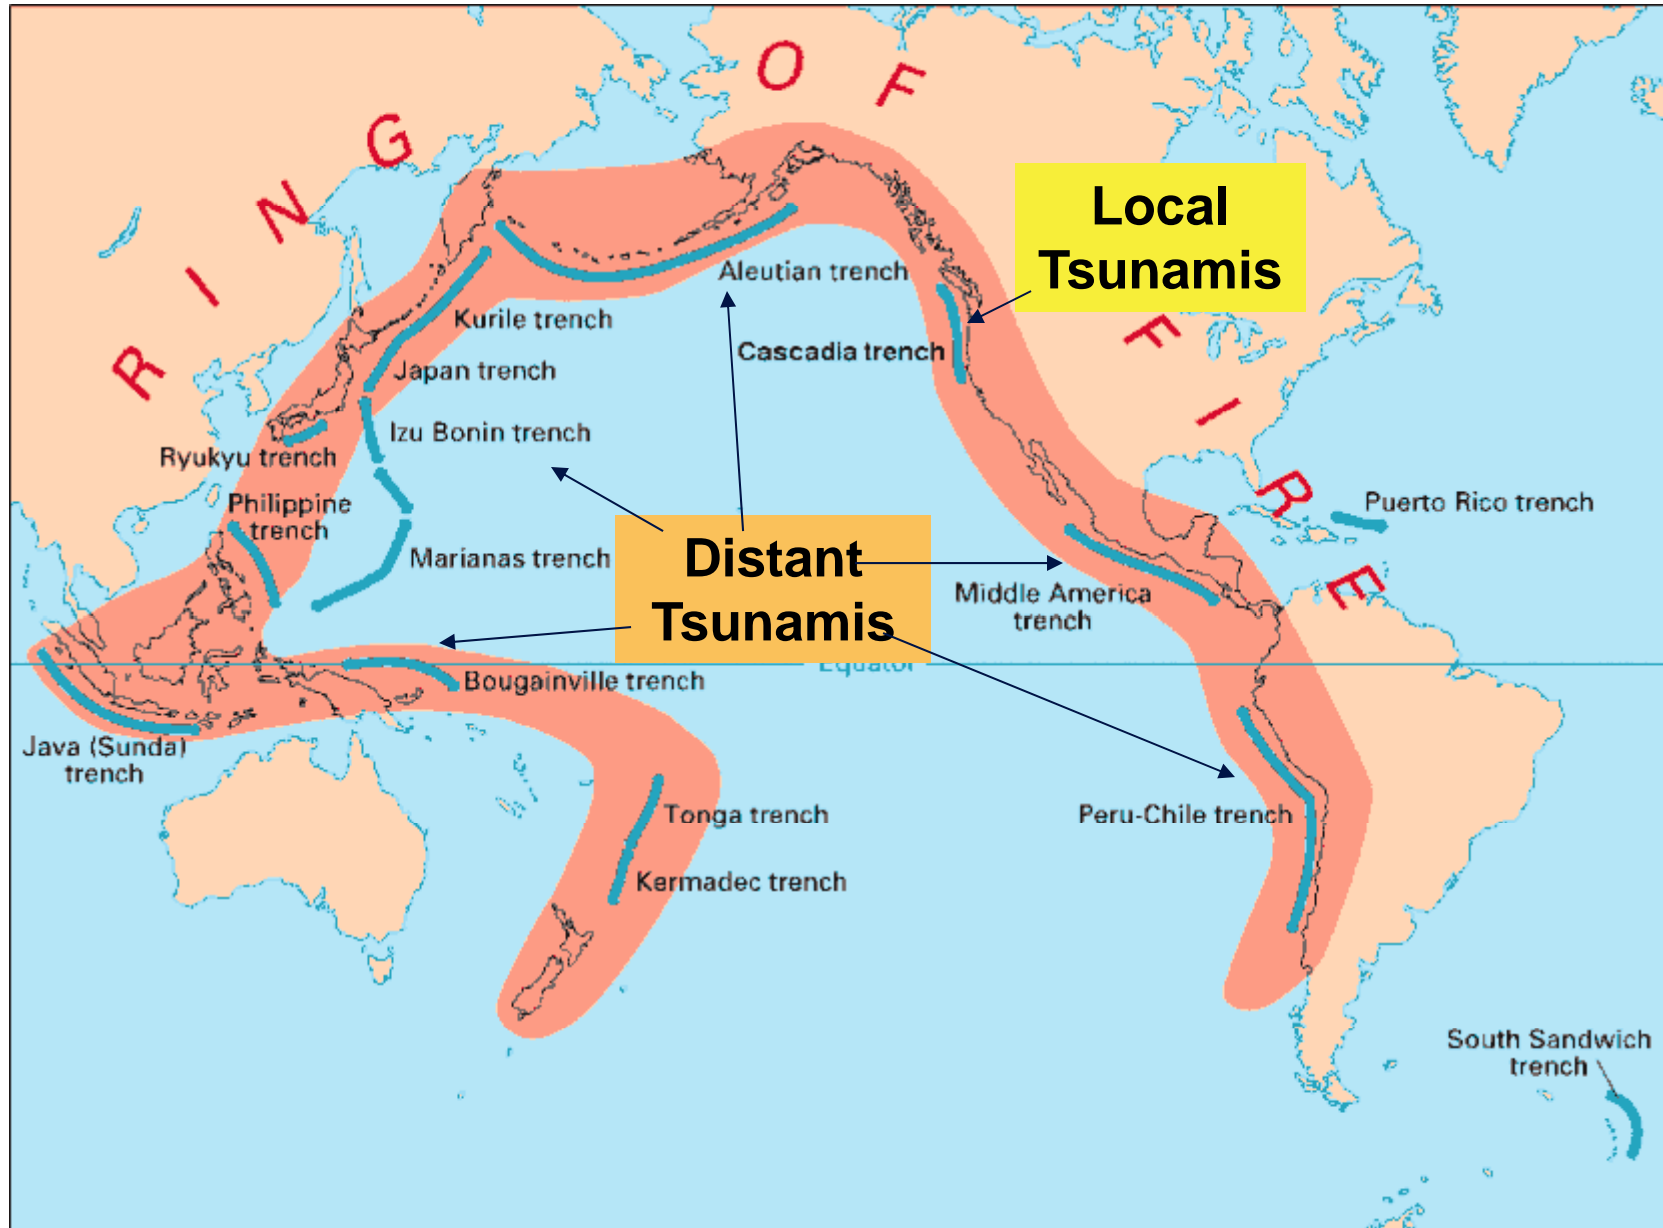 RING OF FIRE
Local
Tsunamis
Aleutian trench
Kurile trench
Cascadia trench
Japan trench
Izu Bonin trench
Ryukyu trench
Philippine
trench
Puerto Rico trench
Marianas trench
Distant
Tsunamis
Middle America
trench
Equator
Bougainville trench
Java (Sunda)
trench
Tonga trench
Peru-Chile trench
Kermadec trench
South Sandwich
trench